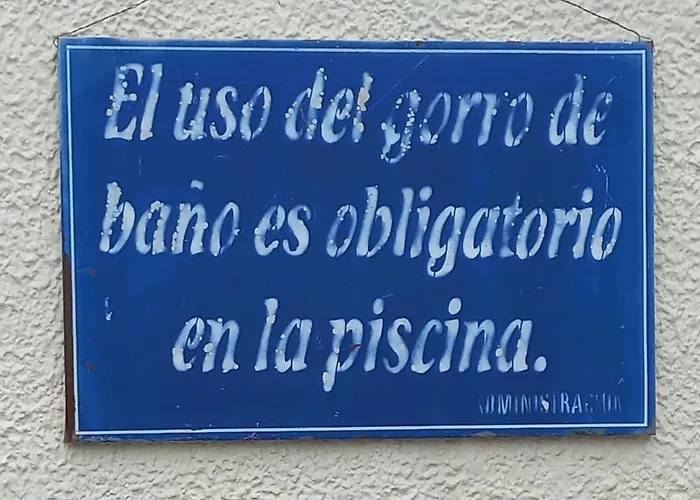 El uso del gorro de
baño es obligatorio
en la piscina.
ADMINISTRACION